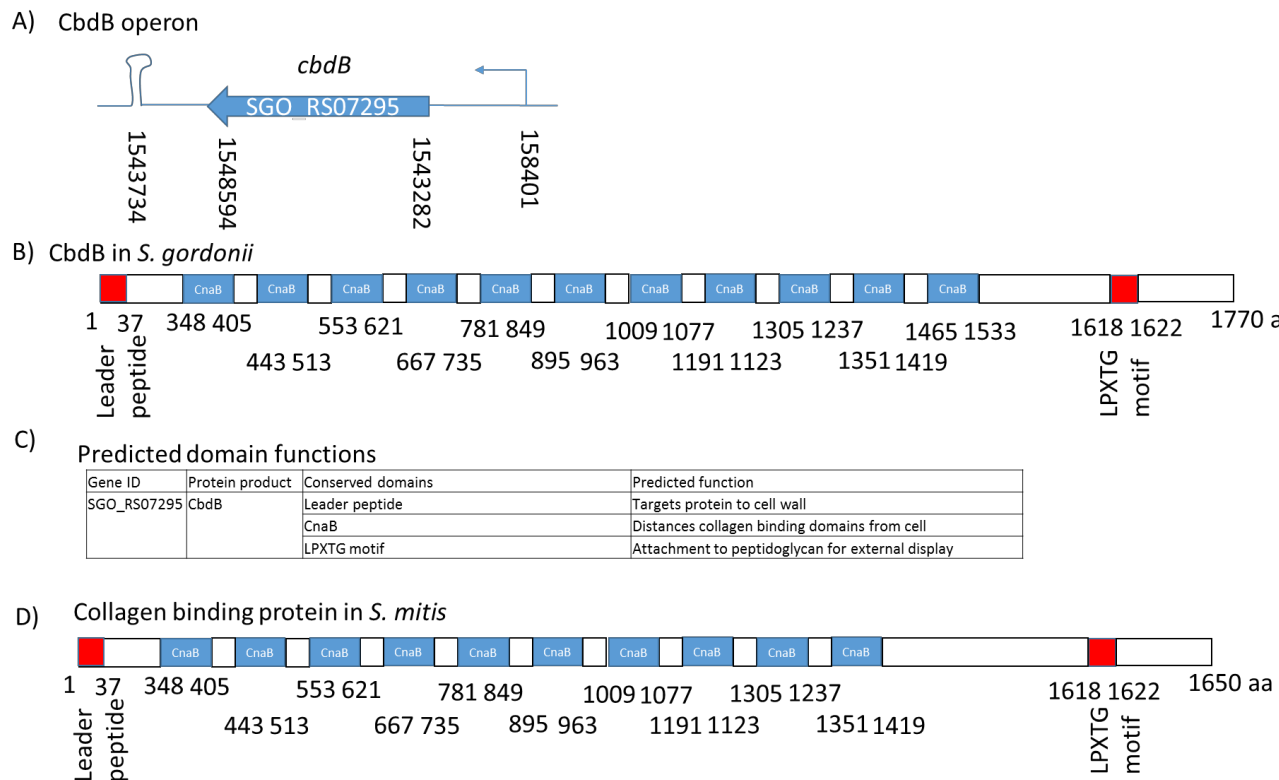 A) CbdB operon
cbdB
SGO_RS07295
1543734
1548594
1543282
158401
B) CbdB in S. gordonii
CnaB CnaB CnaB CnaB CnaB CnaB CnaB CnaB CnaB CnaB CnaB
1 37 348 405 553 621 781 849 1009 1077 1305 1237 1465 1533 1618 1622 1770 a
443 513 667 735 895 963 1191 1123 1351 1419
Leader peptide
LPXTG motif
C) Predicted domain functions
Gene ID Protein product Conserved domains Predicted function
SGO_RS07295 CbdB Leader peptide Targets protein to cell wall
CnaB Distances collagen binding domains from cell
LPXTG motif Attachment to peptidoglycan for external display
D) Collagen binding protein in S. mitis
CnaB CnaB CnaB CnaB CnaB CnaB CnaB CnaB CnaB CnaB
1 37 348 405 553 621 781 849 1009 1077 1305 1237 1618 1622 1650 aa
443 513 667 735 895 963 1191 1123 1351 1419
Leader peptide
LPXTG motif